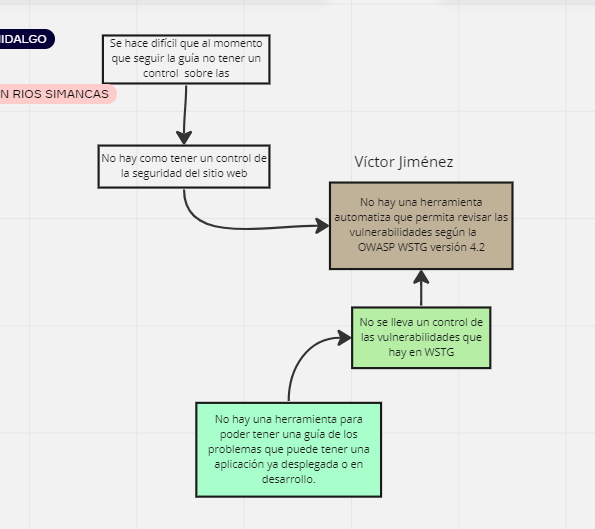 HIDALGO
Se hace difícil que al momento
que seguir la guía no tener un
control sobre las
N RIOS SIMANCAS
No hay como tener un control de
la seguridad del sitio web
Víctor Jiménez
No hay una herramienta
automatiza que permita revisar las
vulnerabilidades según la
OWASP WSTG versión 4.2
No se lleva un control de
las vulnerabilidades que
hay en WSTG
No hay una herramienta para
poder tener una guía de los
problemas que puede tener una
aplicación ya desplegada o en
desarrollo.